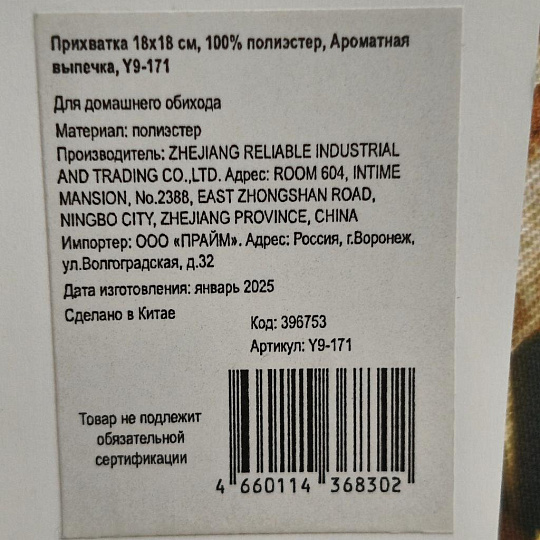 Прихватка 18x18 см, 100% полиэстер, Ароматная
выпечка, Y9-171
Для домашнего обихода
Материал: полиэстер
Производитель: ZHEJIANG RELIABLE INDUSTRIAL
AND TRADING CO.,LTD. Адрес: ROOM 604, INTIME
MANSION, No.2388, EAST ZHONGSHAN ROAD,
NINGBO CITY, ZHEJIANG PROVINCE, CHINA
Импортер: ООО «ПРАЙМ». Адрес: Россия, г.Воронеж,
ул.Волгоградская, д.32
Дата изготовления: январь 2025
Сделано в Китае
Код: 396753
Артикул: Y9-171
Товар не подлежит
обязательной
сертификации
4 660114 368302